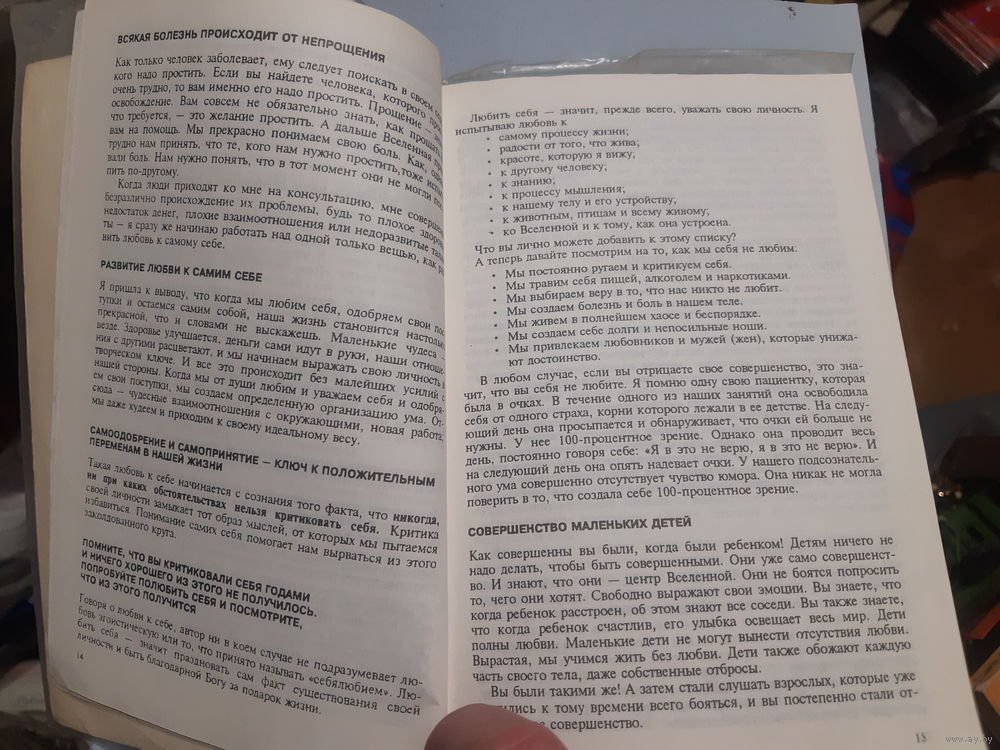 ВСЯКАЯ БОЛЕЗНЬ ПРОИСХОДИТ ОТ НЕПРОЩЕНИЯ
Как только человек заболевает, ему следует поискать в своем
кого надо простить. Если вы найдете человека, которого
очень трудно, то вам именно его надо простить. Прощение —
освобождение. Вам совсем не обязательно знать, как
что требуется, — это желание простить. А дальше Вселенная
вам на помощь. Мы прекрасно понимаем свою боль. Как,
трудно нам принять, что те, кого нам нужно простить,тоже
вали боль. Нам нужно понять, что в тот момент они не могли
пить по-другому.
Когда люди приходят ко мне на консультацию, мне
безразлично происхождение их проблемы, будь то плохое
недостаток денег, плохие взаимоотношения или недоразвитые
ты — я сразу же начинаю работать над одной только вещью, как
вить любовь к самому себе.
РАЗВИТИЕ ЛЮБВИ К САМИМ СЕБЕ
Я пришла к выводу, что когда мы любим себя, одобряем свои пос
тупки и остаемся самим собой, наша жизнь становится настольк
прекрасной, что и словами не выскажешь. Маленькие чудеса
везде. Здоровье улучшается, деньги сами идут в руки, наши отноше
ния с другими расцветают, и мы начинаем выражать свою личность в
творческом ключе. И все это происходит без малейших усилий с
нашей стороны. Когда мы от души любим и уважаем себя и одобря-
ем свои поступки, мы создаем определенную организацию ума. От-
сюда — чудесные взаимоотношения с окружающими, новая работа;
мы даже худеем и приходим к своему идеальному весу.
САМООДОБРЕНИЕ И САМОПРИНЯТИЕ — КЛЮЧ К ПОЛОЖИТЕЛЬНЫМ
ПЕРЕМЕНАМ В НАШЕЙ ЖИЗНИ
Такая любовь к себе начинается с сознания того факта, что никогда,
ни при каких обстоятельствах нельзя критиковать себя. Критика
своей личности замыкает тот образ мыслей, от которых мы пытаемся
избавиться. Понимание самих себя помогает нам вырваться из этого
заколдованного круга.
ПОМНИТЕ, ЧТО ВЫ КРИТИКОВАЛИ СЕБЯ ГОДАМИ
И НИЧЕГО ХОРОШЕГО ИЗ ЭТОГО НЕ ПОЛУЧИЛОСЬ.
ПОПРОБУЙТЕ ПОЛЮБИТЬ СЕБЯ И ПОСМОТРИТЕ,
ЧТО ИЗ ЭТОГО ПОЛУЧИТСЯ
Говоря о любви к себе, автор ни в коем случае не подразумевает лю-
бовь эгоистическую или то, что принято называть «себялюбием». Лю-
бить себя — значит праздновать сам факт существования своей
личности и быть благодарной Богу за подарок жизни.
14
Любить себя — значит, прежде всего, уважать свою личность. Я
испытываю любовь к
• самому процессу жизни;
• радости от того, что жива;
• красоте, которую я вижу;
• к другому человеку;
• к знанию;
• к процессу мышления;
• к нашему телу и его устройству;
• к животным, птицам и всему живому;
• ко Вселенной и к тому, как она устроена.
Что вы лично можете добавить к этому списку?
А теперь давайте посмотрим на то, как мы себя не любим:
• Мы постоянно ругаем и критикуем себя.
• Мы травим себя пищей, алкоголем и наркотиками.
• Мы выбираем веру в то, что нас никто не любит.
• Мы создаем болезнь и боль в нашем теле.
• Мы живем в полнейшем хаосе и беспорядке.
• Мы создаем себе долги и непосильные ноши.
• Мы привлекаем любовников и мужей (жен), которые унижа-
ют достоинство.
В любом случае, если вы отрицаете свое совершенство, это зна-
чит, что вы себя не любите. Я помню одну свою пациентку, которая
была в очках. В течение одного из наших занятий она освободила
себя от одного страха, корни которого лежали в ее детстве. На следу-
ющий день она просыпается и обнаруживает, что очки ей больше не
нужны. У нее 100-процентное зрение. Однако она проводит весь
день, постоянно говоря себе: «Я в это не верю, я в это не верю». И
на следующий день она опять надевает очки. У нашего подсознатель-
ного ума совершенно отсутствует чувство юмора. Она никак не могла
поверить в то, что создала себе 100-процентное зрение.
СОВЕРШЕНСТВО МАЛЕНЬКИХ ДЕТЕЙ
Как совершенны вы были, когда были ребенком! Детям ничего не
надо делать, чтобы быть совершенными. Они уже само совершенст-
во. И знают, что они — центр Вселенной. Они не боятся попросить
то, чего они хотят. Свободно выражают свои эмоции. Вы знаете, что
когда ребенок расстроен, об этом знают все соседи. Вы также знаете,
что когда ребенок счастлив, его улыбка освещает весь мир. Дети
полны любви. Маленькие дети не могут вынести отсутствия любви.
Вырастая, мы учимся жить без любви. Дети также обожают каждую
часть своего тела, даже собственные отбросы.
Вы были такими же! А затем стали слушать взрослых, которые уже
к тому времени всего бояться, и вы постепенно стали от-
совершенство.
15
www.ay.by